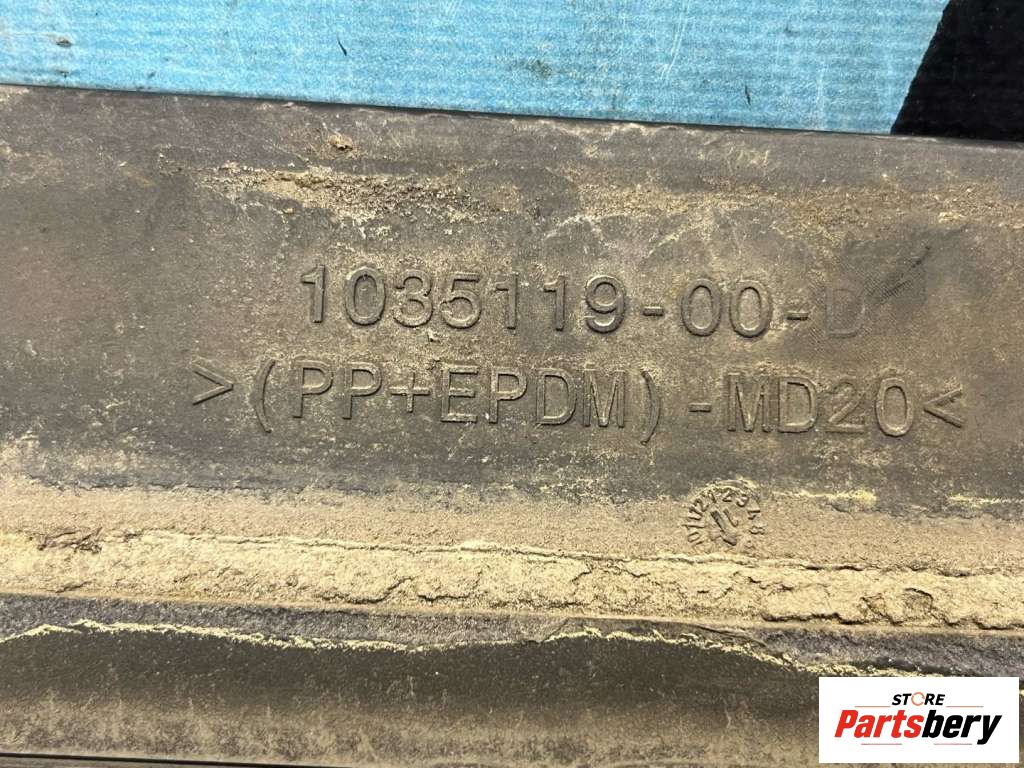 1035119-00-D
>(PP+EPDM)-MD20<
STORE
Partsbery